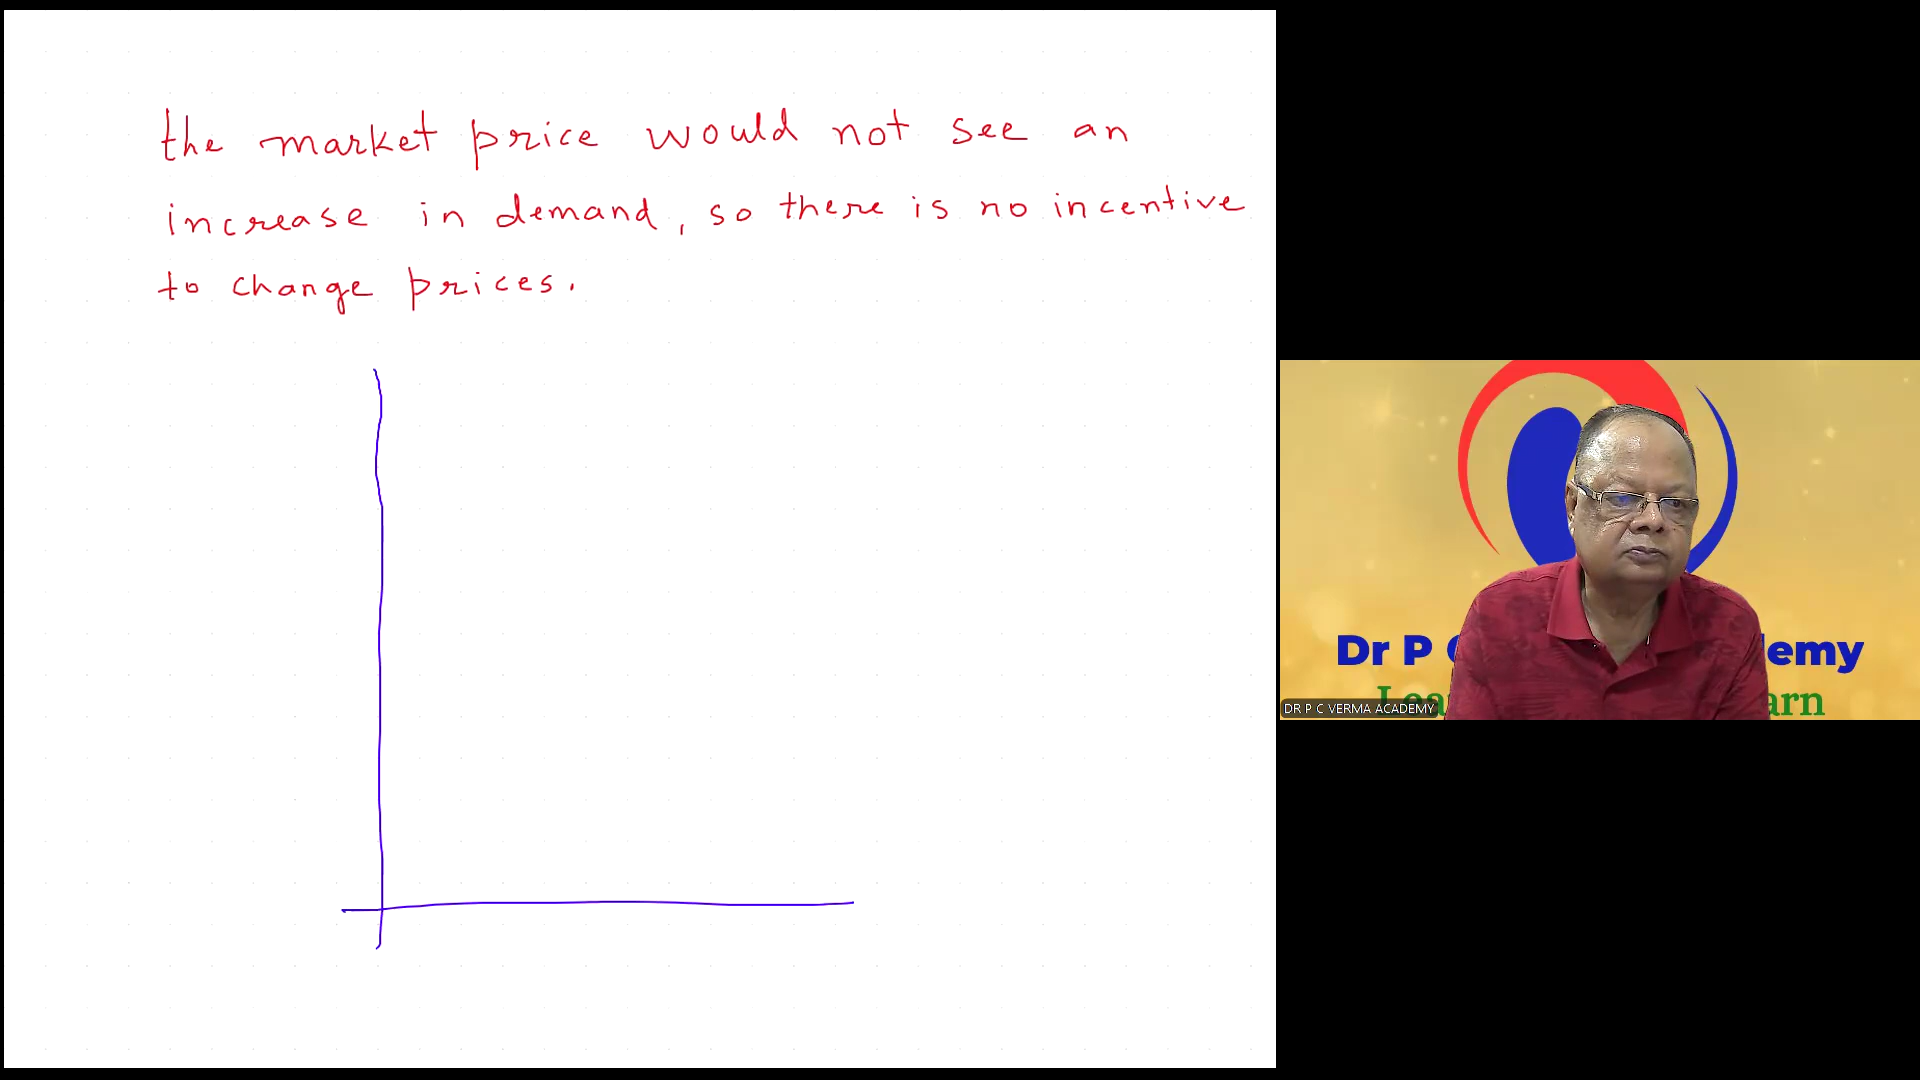 the market price would not see an
increase in demand, so there is no incentive
to change prices.
Dr P C emy
Lea arn
DR P C VERMA ACADEMY